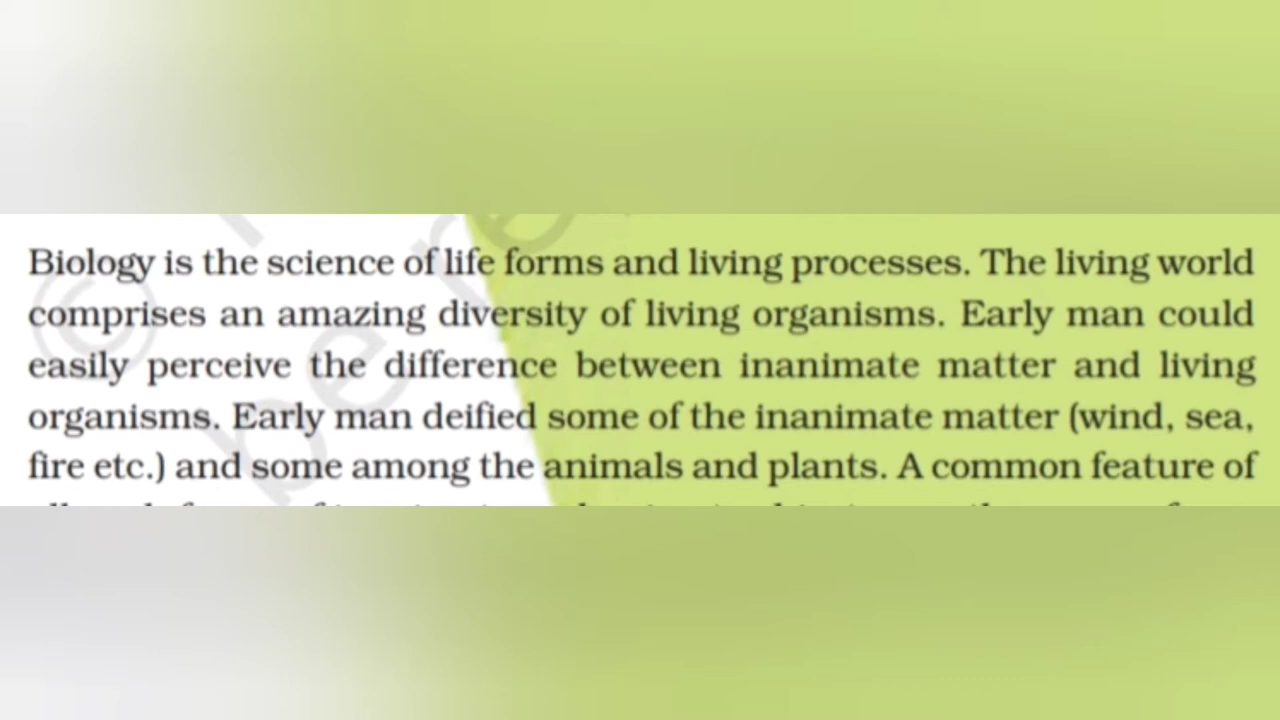 Biology is the science of life forms and living processes. The living world
comprises an amazing diversity of living organisms. Early man could
easily perceive the difference between inanimate matter and living
organisms. Early man deified some of the inanimate matter (wind, sea,
fire etc.) and some among the animals and plants. A common feature of